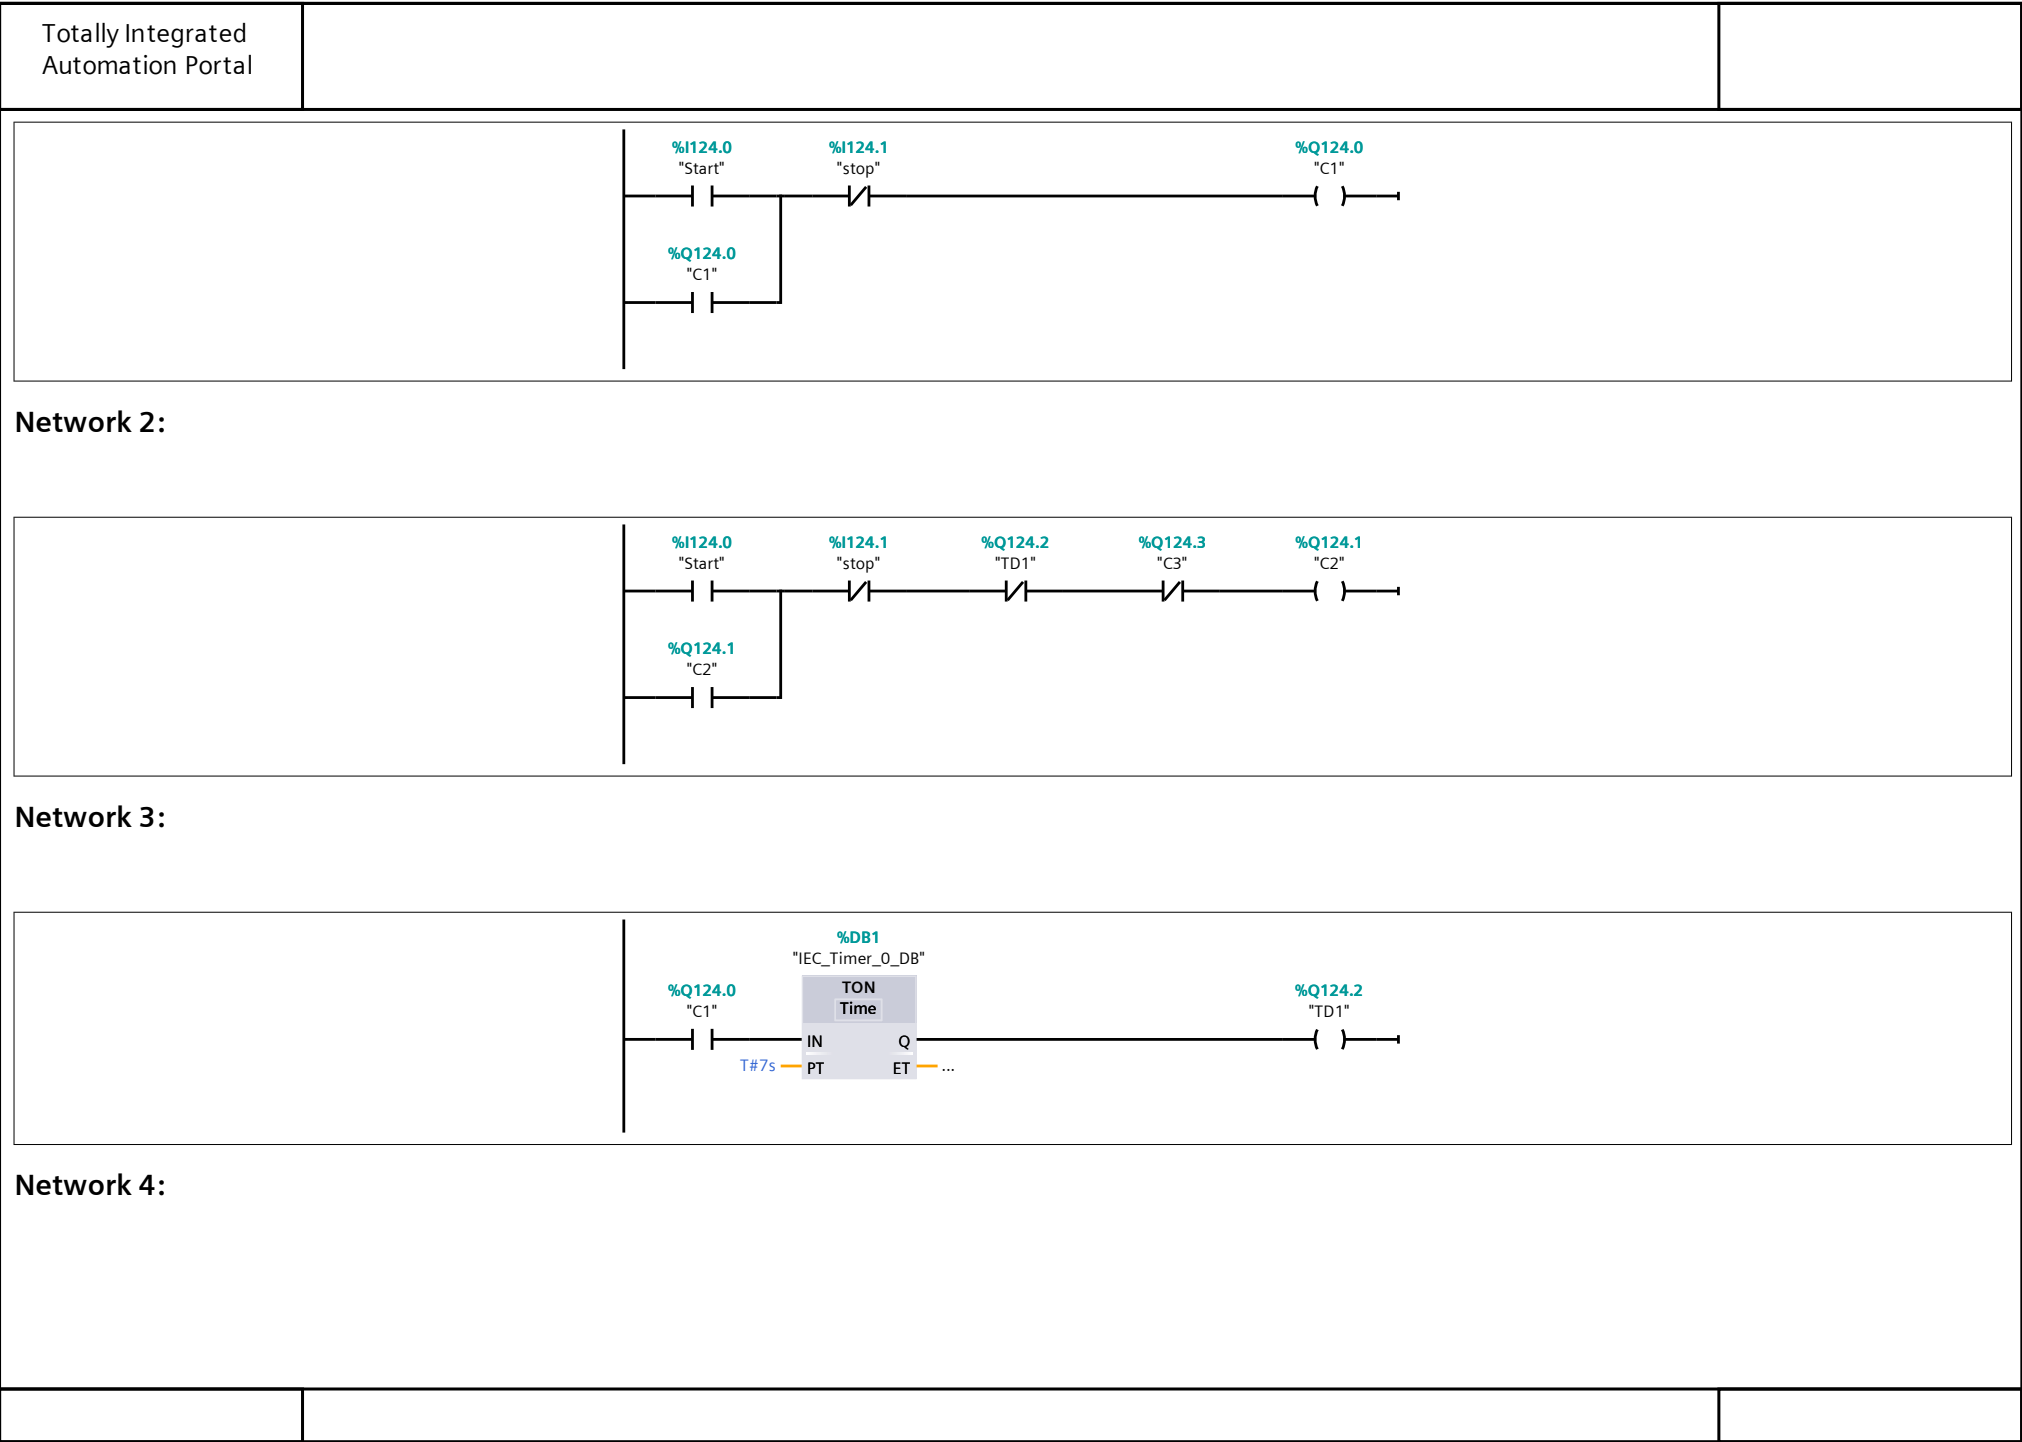 Totally Integrated
Automation Portal
%I124.0 %I124.1 %Q124.0
"Start" "stop" "C1"
%Q124.0
"C1"
Network 2:
%I124.0 %I124.1 %Q124.2 %Q124.3 %Q124.1
"Start" "stop" "TD1" "C3" "C2"
%Q124.1
"C2"
Network 3:
%DB1
"IEC_Timer_0_DB"
TON
%Q124.0 %Q124.2
"C1" Time "TD1"
IN Q
T#7s PT ET ...
Network 4: